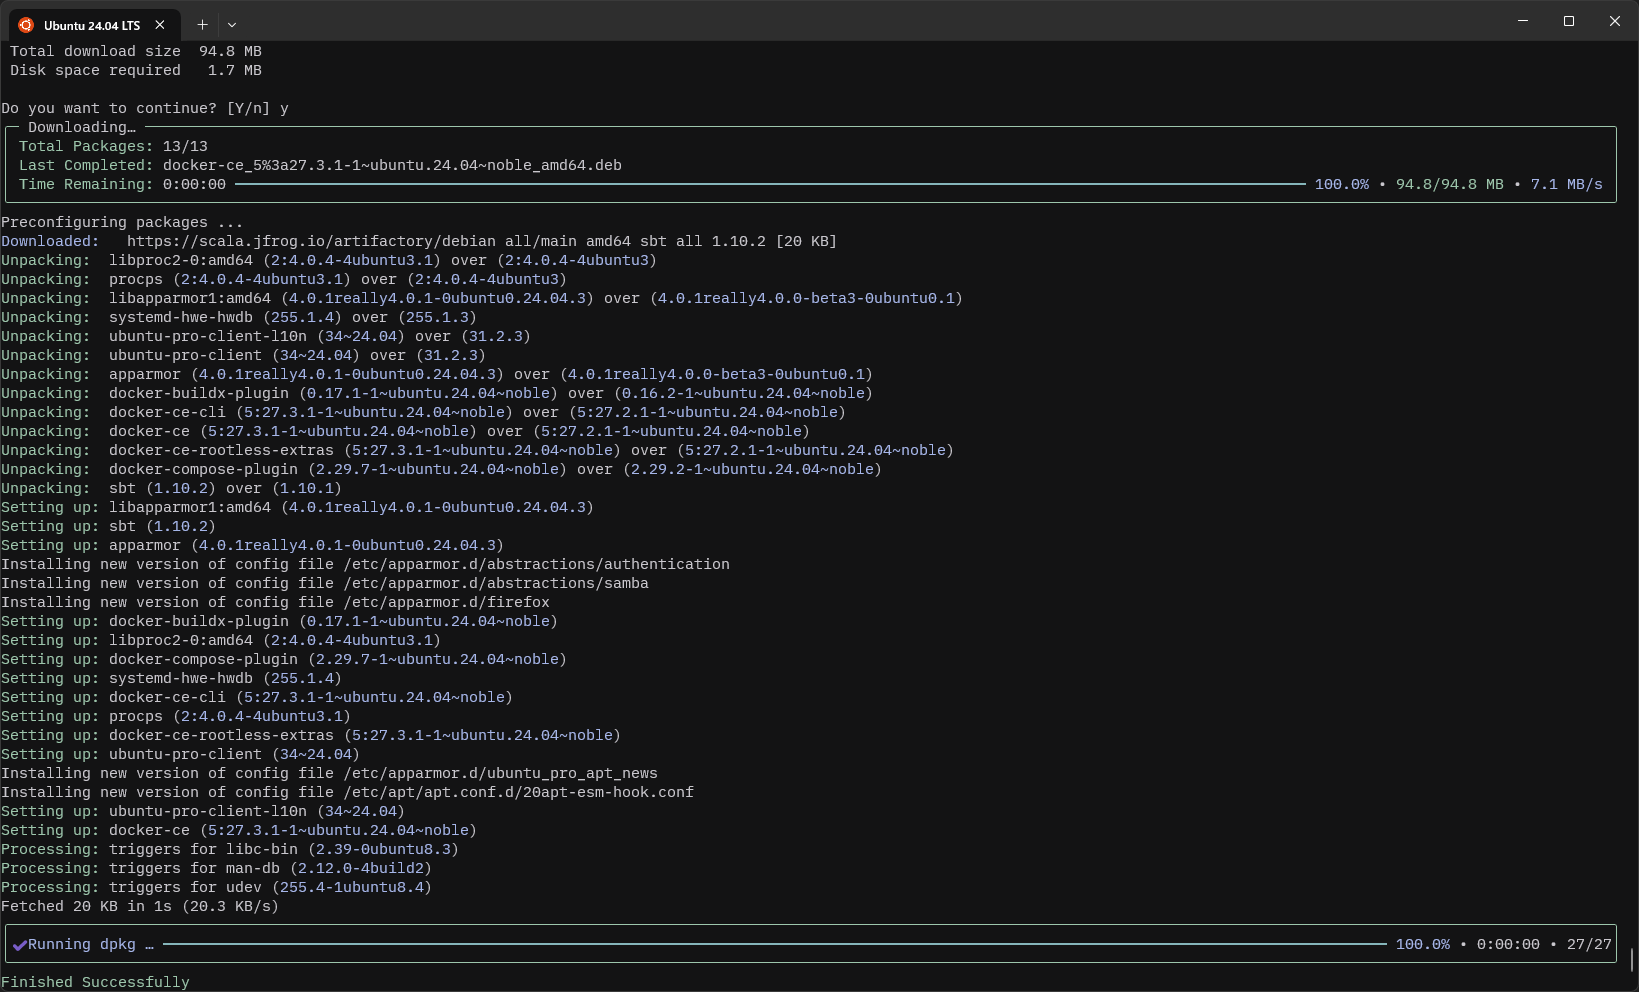 Ubuntu 24.04 LTS
Total download size  94.8 MB
Disk space required   1.7 MB
Do you want to continue? [Y/n] y
Downloading…
Total Packages: 13/13
Last Completed: docker-ce_5%3a27.3.1-1~ubuntu.24.04~noble_amd64.deb
Time Remaining: 0:00:00 100.0% • 94.8/94.8 MB • 7.1 MB/s
Preconfiguring packages ...
Downloaded:   https://scala.jfrog.io/artifactory/debian all/main amd64 sbt all 1.10.2 [20 KB]
Unpacking:  libproc2-0:amd64 (2:4.0.4-4ubuntu3.1) over (2:4.0.4-4ubuntu3)
Unpacking:  procps (2:4.0.4-4ubuntu3.1) over (2:4.0.4-4ubuntu3)
Unpacking:  libapparmor1:amd64 (4.0.1really4.0.1-0ubuntu0.24.04.3) over (4.0.1really4.0.0-beta3-0ubuntu0.1)
Unpacking:  systemd-hwe-hwdb (255.1.4) over (255.1.3)
Unpacking:  ubuntu-pro-client-l10n (34~24.04) over (31.2.3)
Unpacking:  ubuntu-pro-client (34~24.04) over (31.2.3)
Unpacking:  apparmor (4.0.1really4.0.1-0ubuntu0.24.04.3) over (4.0.1really4.0.0-beta3-0ubuntu0.1)
Unpacking:  docker-buildx-plugin (0.17.1-1~ubuntu.24.04~noble) over (0.16.2-1~ubuntu.24.04~noble)
Unpacking:  docker-ce-cli (5:27.3.1-1~ubuntu.24.04~noble) over (5:27.2.1-1~ubuntu.24.04~noble)
Unpacking:  docker-ce (5:27.3.1-1~ubuntu.24.04~noble) over (5:27.2.1-1~ubuntu.24.04~noble)
Unpacking:  docker-ce-rootless-extras (5:27.3.1-1~ubuntu.24.04~noble) over (5:27.2.1-1~ubuntu.24.04~noble)
Unpacking:  docker-compose-plugin (2.29.7-1~ubuntu.24.04~noble) over (2.29.2-1~ubuntu.24.04~noble)
Unpacking:  sbt (1.10.2) over (1.10.1)
Setting up: libapparmor1:amd64 (4.0.1really4.0.1-0ubuntu0.24.04.3)
Setting up: sbt (1.10.2)
Setting up: apparmor (4.0.1really4.0.1-0ubuntu0.24.04.3)
Installing new version of config file /etc/apparmor.d/abstractions/authentication
Installing new version of config file /etc/apparmor.d/abstractions/samba
Installing new version of config file /etc/apparmor.d/firefox
Setting up: docker-buildx-plugin (0.17.1-1~ubuntu.24.04~noble)
Setting up: libproc2-0:amd64 (2:4.0.4-4ubuntu3.1)
Setting up: docker-compose-plugin (2.29.7-1~ubuntu.24.04~noble)
Setting up: systemd-hwe-hwdb (255.1.4)
Setting up: docker-ce-cli (5:27.3.1-1~ubuntu.24.04~noble)
Setting up: procps (2:4.0.4-4ubuntu3.1)
Setting up: docker-ce-rootless-extras (5:27.3.1-1~ubuntu.24.04~noble)
Setting up: ubuntu-pro-client (34~24.04)
Installing new version of config file /etc/apparmor.d/ubuntu_pro_apt_news
Installing new version of config file /etc/apt/apt.conf.d/20apt-esm-hook.conf
Setting up: ubuntu-pro-client-l10n (34~24.04)
Setting up: docker-ce (5:27.3.1-1~ubuntu.24.04~noble)
Processing: triggers for libc-bin (2.39-0ubuntu8.3)
Processing: triggers for man-db (2.12.0-4build2)
Processing: triggers for udev (255.4-1ubuntu8.4)
Fetched 20 KB in 1s (20.3 KB/s)
✔Running dpkg … 100.0% • 0:00:00 • 27/27
Finished Successfully